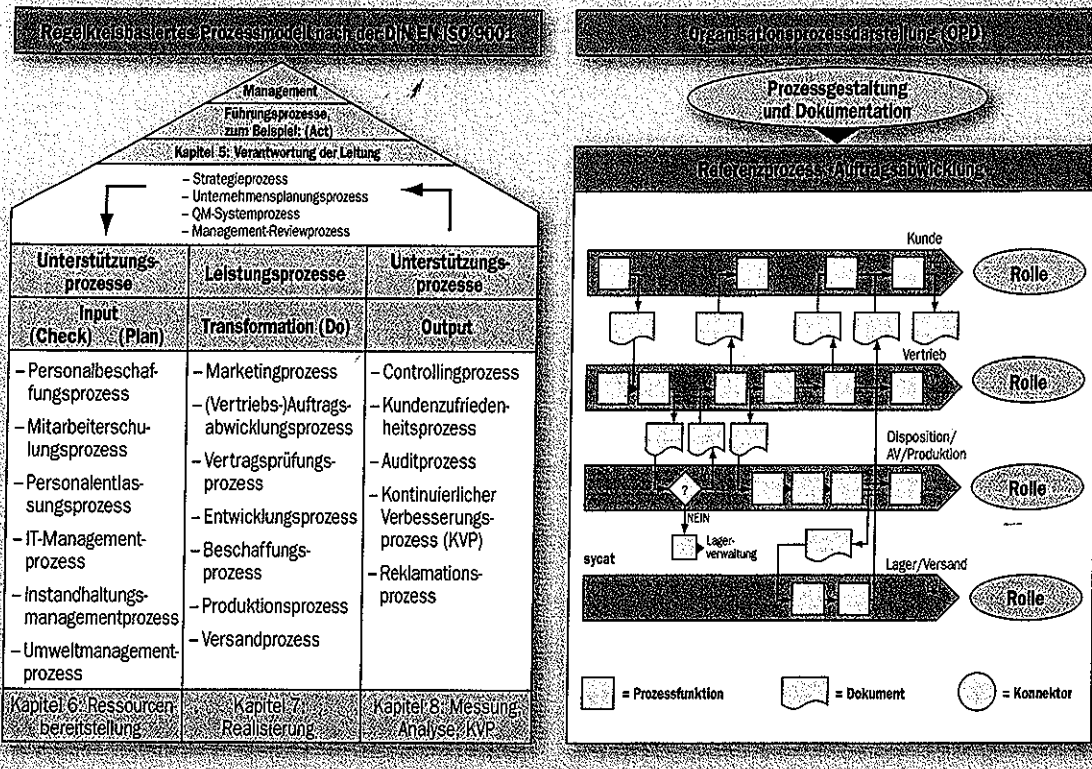 Regelkreisbasiertes Prozessmodell nach der DIN EN ISO 9001
Management
Führungsprozesse,
zum Beispiel: (Act)
Kapitel 5: Verantwortung der Leitung
– Strategieprozess
– Unternehmensplanungsprozess
– QM-Systemprozess
– Management-Reviewprozess
Unterstützungs-
prozesse
Leistungsprozesse
Unterstützungs-
prozesse
Input
(Check) (Plan)
Transformation (Do)
Output
– Personalbeschaf-
fungsprozess
– Mitarbeiterschu-
lungsprozess
– Personalentlas-
sungsprozess
– IT-Management-
prozess
– Instandhaltungs-
managementprozess
– Umweltmanagement-
prozess
– Marketingprozess
– (Vertriebs-)Auftrags-
abwicklungsprozess
– Vertragsprüfungs-
prozess
– Entwicklungsprozess
– Beschaffungs-
prozess
– Produktionsprozess
– Versandprozess
– Controllingprozess
– Kundenzufrieden-
heitsprozess
– Auditprozess
– Kontinuierlicher
Verbesserungs-
prozess (KVP)
– Reklamations-
prozess
Kapitel 6: Ressourcen-
bereitstellung
Kapitel 7:
Realisierung
Kapitel 8: Messung,
Analyse, KVP
Organisationsprozessdarstellung (OPD)
Prozessgestaltung
und Dokumentation
Referenzprozess «Auftragsabwicklung»
Kunde
Rolle
Vertrieb
Rolle
Disposition/
AV/Produktion
?
Rolle
NEIN
Lager-
verwaltung
sycat
Lager/Versand
Rolle
= Prozessfunktion
= Dokument
= Konnektor